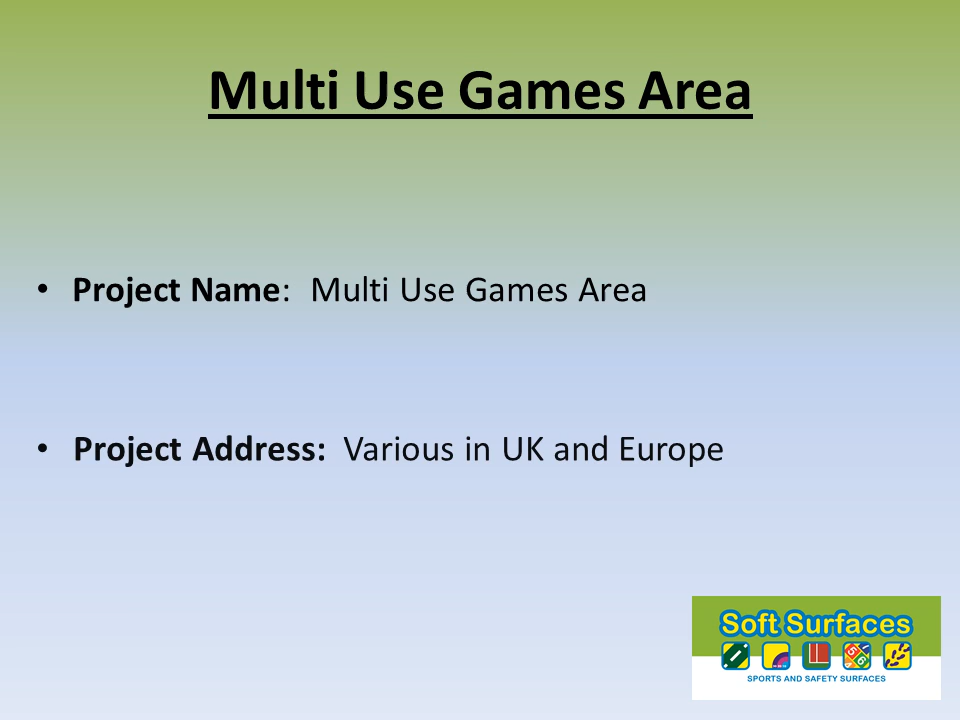 Multi Use Games Area
• Project Name: Multi Use Games Area
• Project Address: Various in UK and Europe
Soft Surfaces
SPORTS AND SAFETY SURFACES